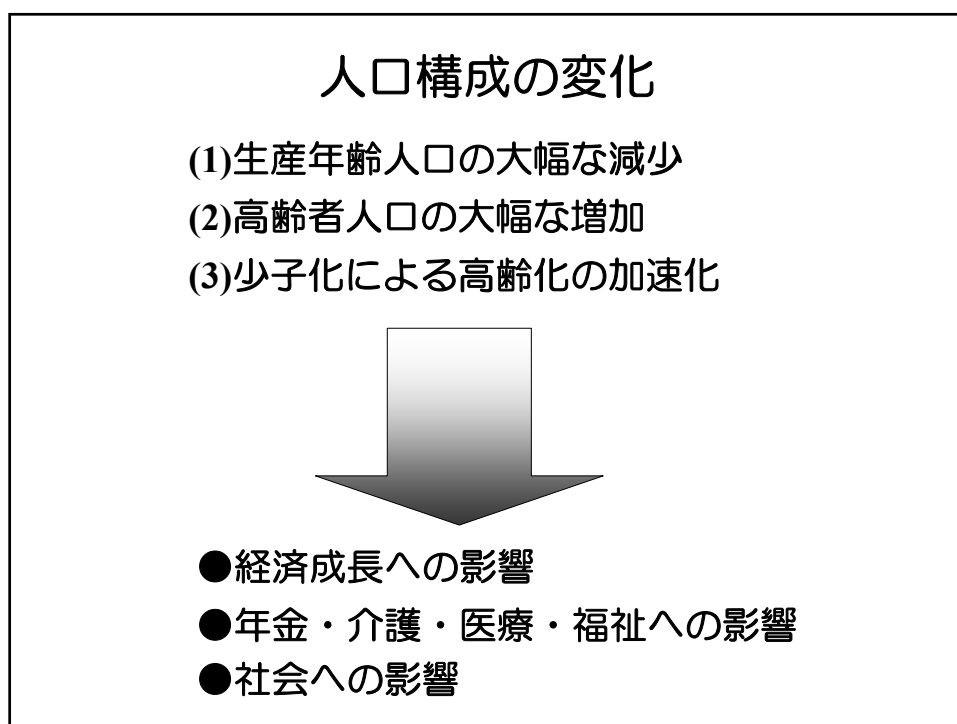 人口構成の変化
(1)生産年齢人口の大幅な減少
(2)高齢者人口の大幅な増加
(3)少子化による高齢化の加速化
●経済成長への影響
●年金・介護・医療・福祉への影響
●社会への影響